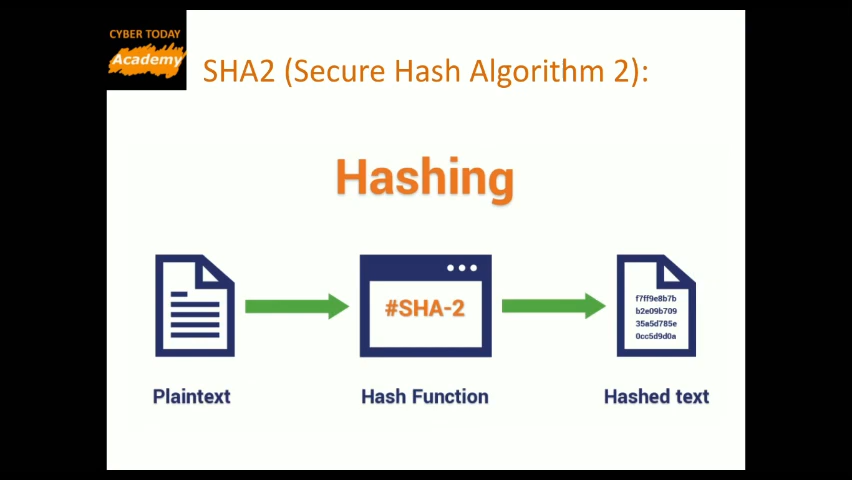 CYBER TODAY
Academy
SHA2 (Secure Hash Algorithm 2):
Hashing
#SHA-2
f7ff9e8b7b
b2e09b709
35a5d785e
0cc5d9d0a
Plaintext
Hash Function
Hashed text